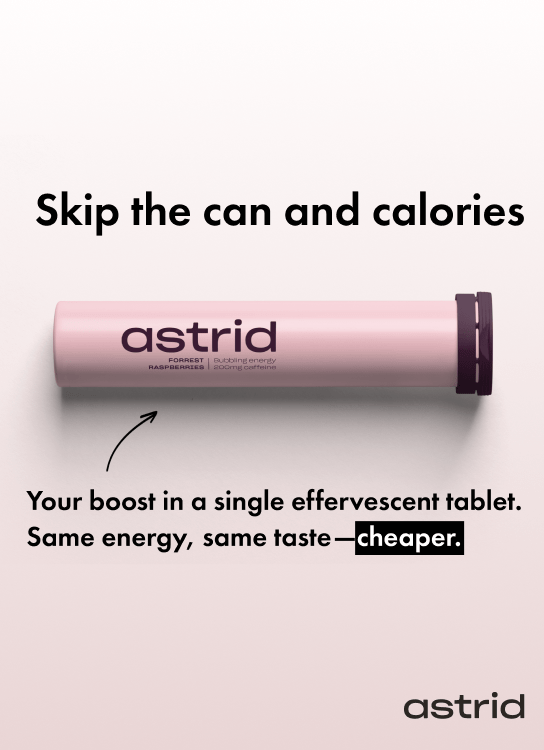 Skip the can and calories
astrid
FORREST
RASPBERRIES
Bubbling energy
200mg caffeine
Your boost in a single effervescent tablet.
Same energy, same taste—cheaper.
astrid